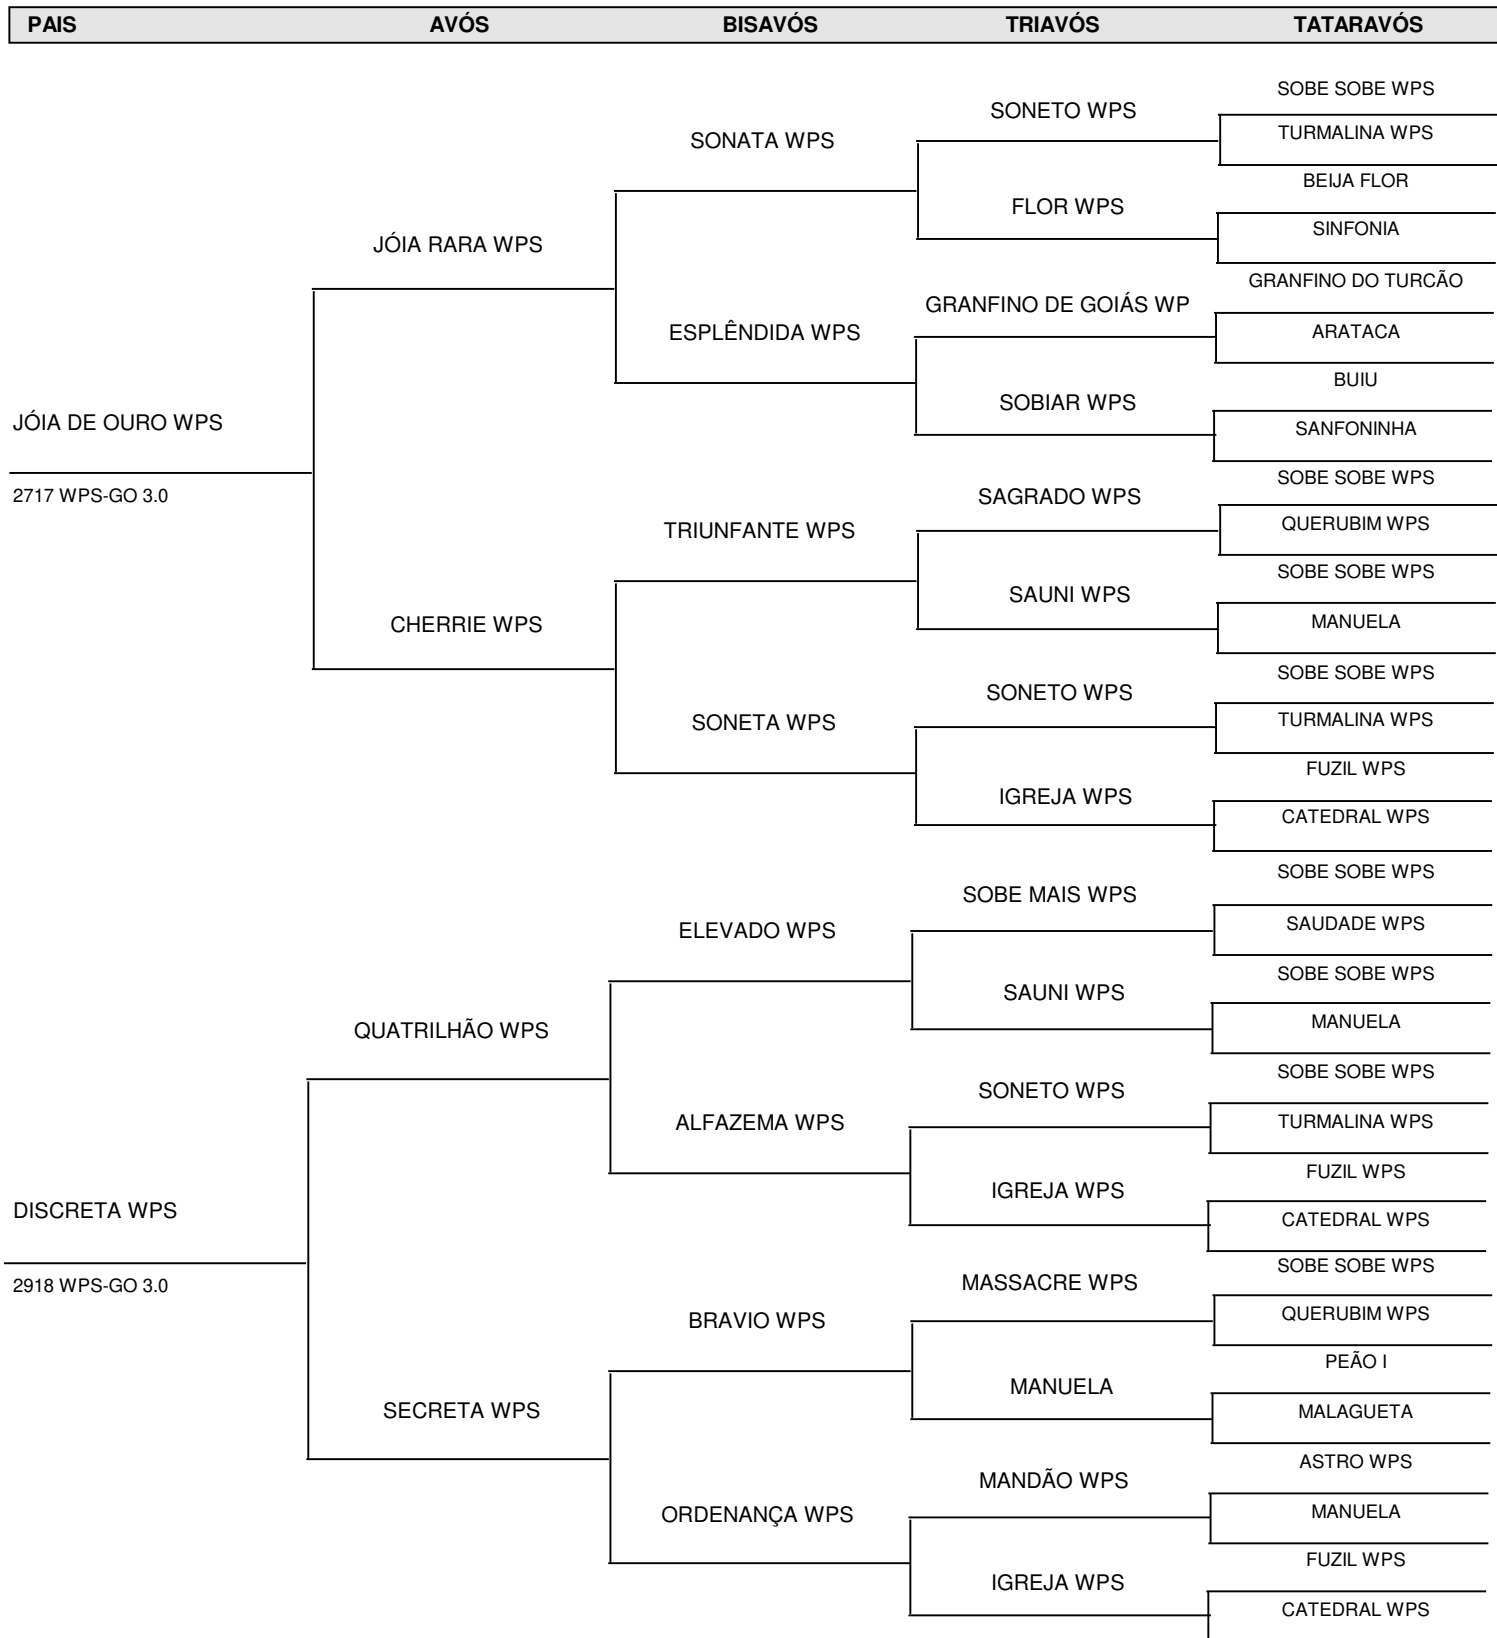 PAIS AVÓS BISAVÓS TRIAVÓS TATARAVÓS
SOBE SOBE WPS
SONETO WPS
TURMALINA WPS
SONATA WPS
BEIJA FLOR
FLOR WPS
SINFONIA
JÓIA RARA WPS
GRANFINO DO TURCÃO
GRANFINO DE GOIÁS WP
ARATACA
ESPLÊNDIDA WPS
BUIU
SOBIAR WPS
JÓIA DE OURO WPS
SANFONINHA
SOBE SOBE WPS
2717 WPS-GO 3.0
SAGRADO WPS
QUERUBIM WPS
TRIUNFANTE WPS
SOBE SOBE WPS
SAUNI WPS
MANUELA
CHERRIE WPS
SOBE SOBE WPS
SONETO WPS
TURMALINA WPS
SONETA WPS
FUZIL WPS
IGREJA WPS
CATEDRAL WPS
SOBE SOBE WPS
SOBE MAIS WPS
SAUDADE WPS
ELEVADO WPS
SOBE SOBE WPS
SAUNI WPS
MANUELA
QUATRILHÃO WPS
SOBE SOBE WPS
SONETO WPS
TURMALINA WPS
ALFAZEMA WPS
FUZIL WPS
IGREJA WPS
DISCRETA WPS
CATEDRAL WPS
SOBE SOBE WPS
2918 WPS-GO 3.0
MASSACRE WPS
QUERUBIM WPS
BRAVIO WPS
PEÃO I
MANUELA
SECRETA WPS
MALAGUETA
ASTRO WPS
MANDÃO WPS
MANUELA
ORDENANÇA WPS
FUZIL WPS
IGREJA WPS
CATEDRAL WPS